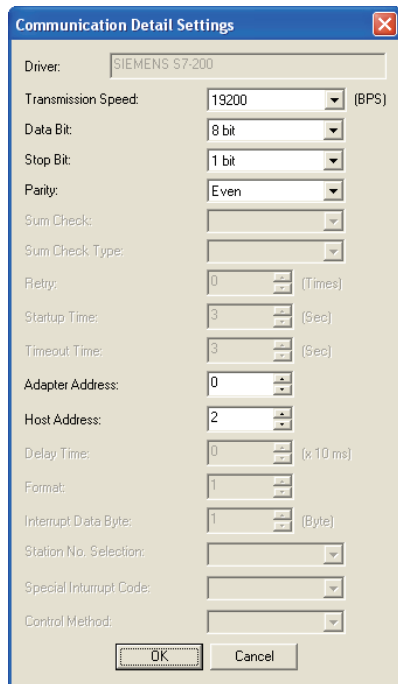 Communication Detail Settings
Driver: SIEMENS S7-200
Transmission Speed: 19200 (BPS)
Data Bit: 8 bit
Stop Bit: 1 bit
Parity: Even
Sum Check:
Sum Check Type:
Retry: 0 (Times)
Startup Time: 3 (Sec)
Timeout Time: 3 (Sec)
Adapter Address: 0
Host Address: 2
Delay Time: 0 (x 10 ms)
Format: 1
Interrupt Data Byte: 1 (Byte)
Station No. Selection:
Special Inturrupt Code:
Control Method:
OK Cancel